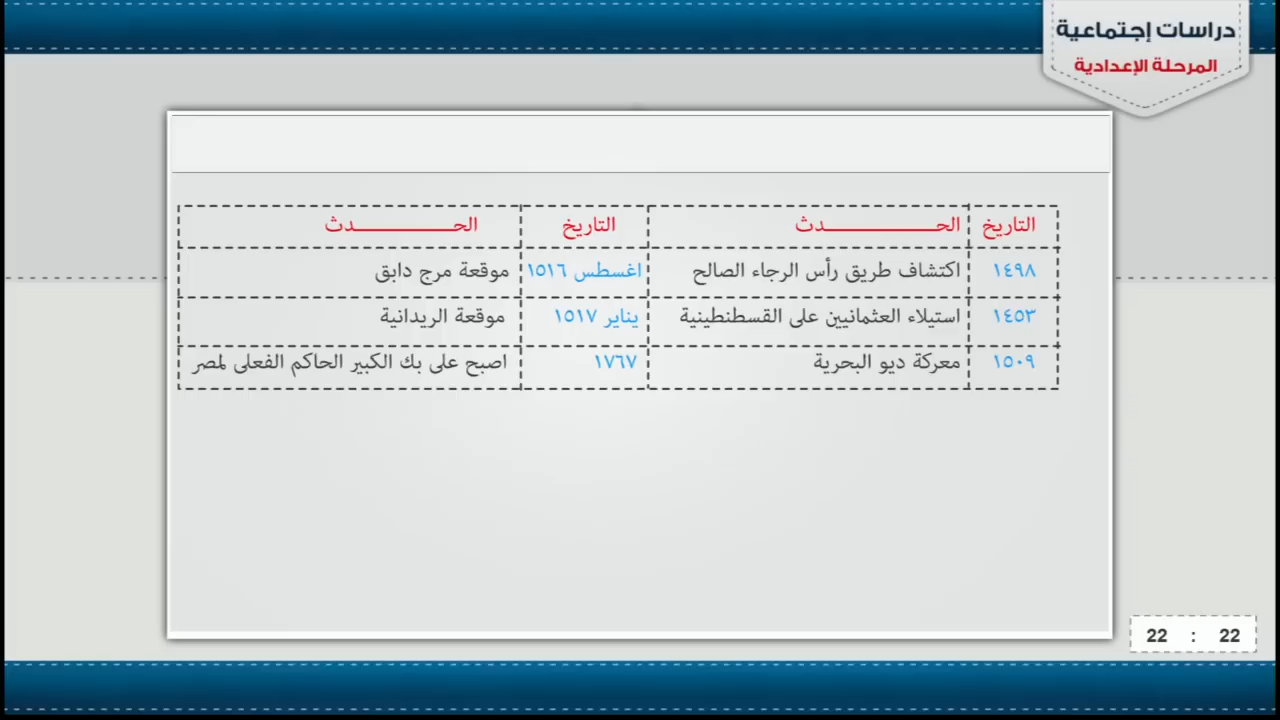 دراسات إجتماعية
المرحلة الإعدادية
التاريخ الحـــــــــــدث التاريخ الحـــــــــــدث
١٤٩٨ اكتشاف طريق رأس الرجاء الصالح اغسطس ١٥١٦ موقعة مرج دابق
١٤٥٣ استيلاء العثمانيين على القسطنطينية يناير ١٥١٧ موقعة الريدانية
١٥٠٩ معركة ديو البحرية ١٧٦٧ اصبح على بك الكبير الحاكم الفعلى لمصر
22 : 22